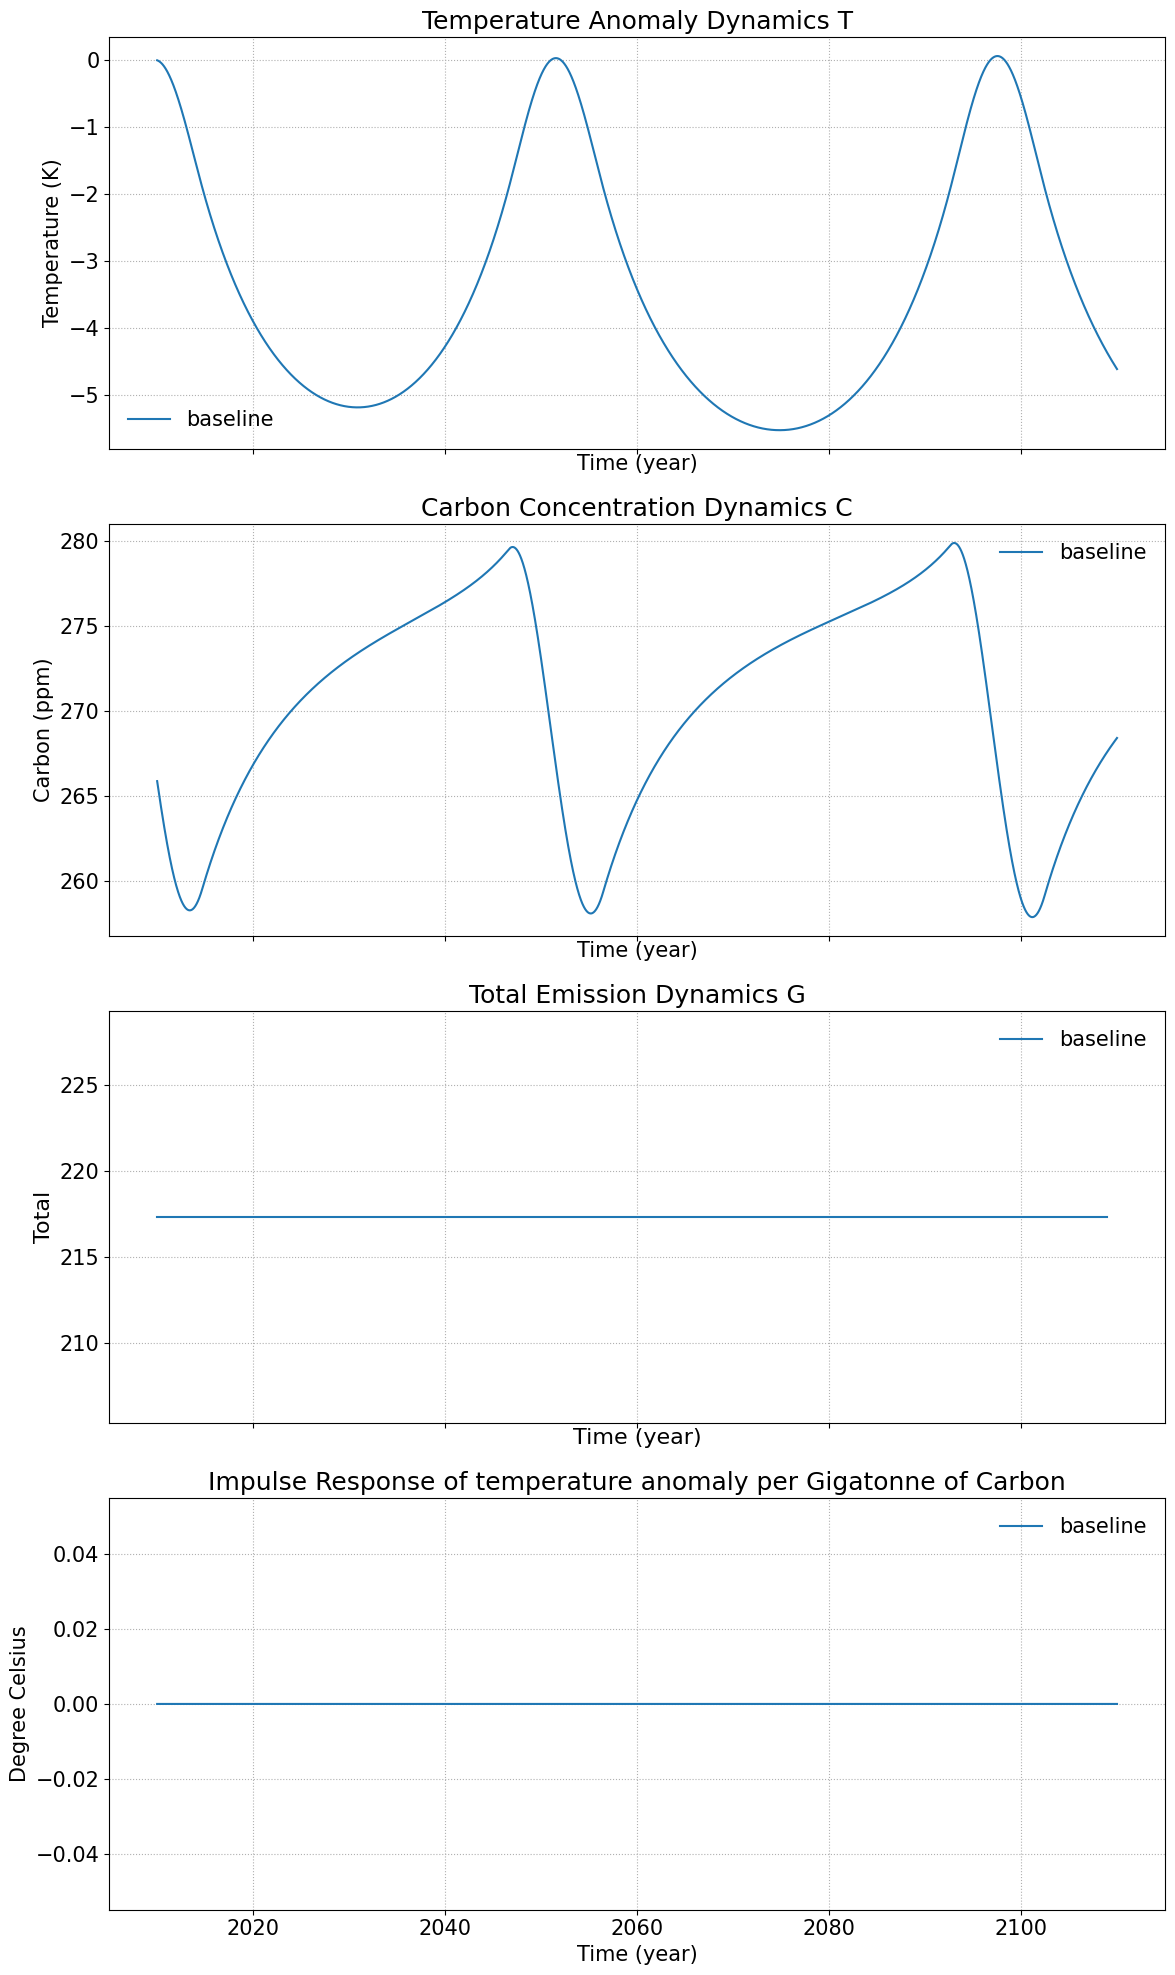 Temperature Anomaly Dynamics T
Temperature (K)
0
−1
−2
−3
−4
−5
baseline
Time (year)
Carbon Concentration Dynamics C
Carbon (ppm)
280
275
270
265
260
baseline
Time (year)
Total Emission Dynamics G
Total
225
220
215
210
baseline
Time (year)
Impulse Response of temperature anomaly per Gigatonne of Carbon
Degree Celsius
0.04
0.02
0.00
−0.02
−0.04
baseline
2020 2040 2060 2080 2100
Time (year)